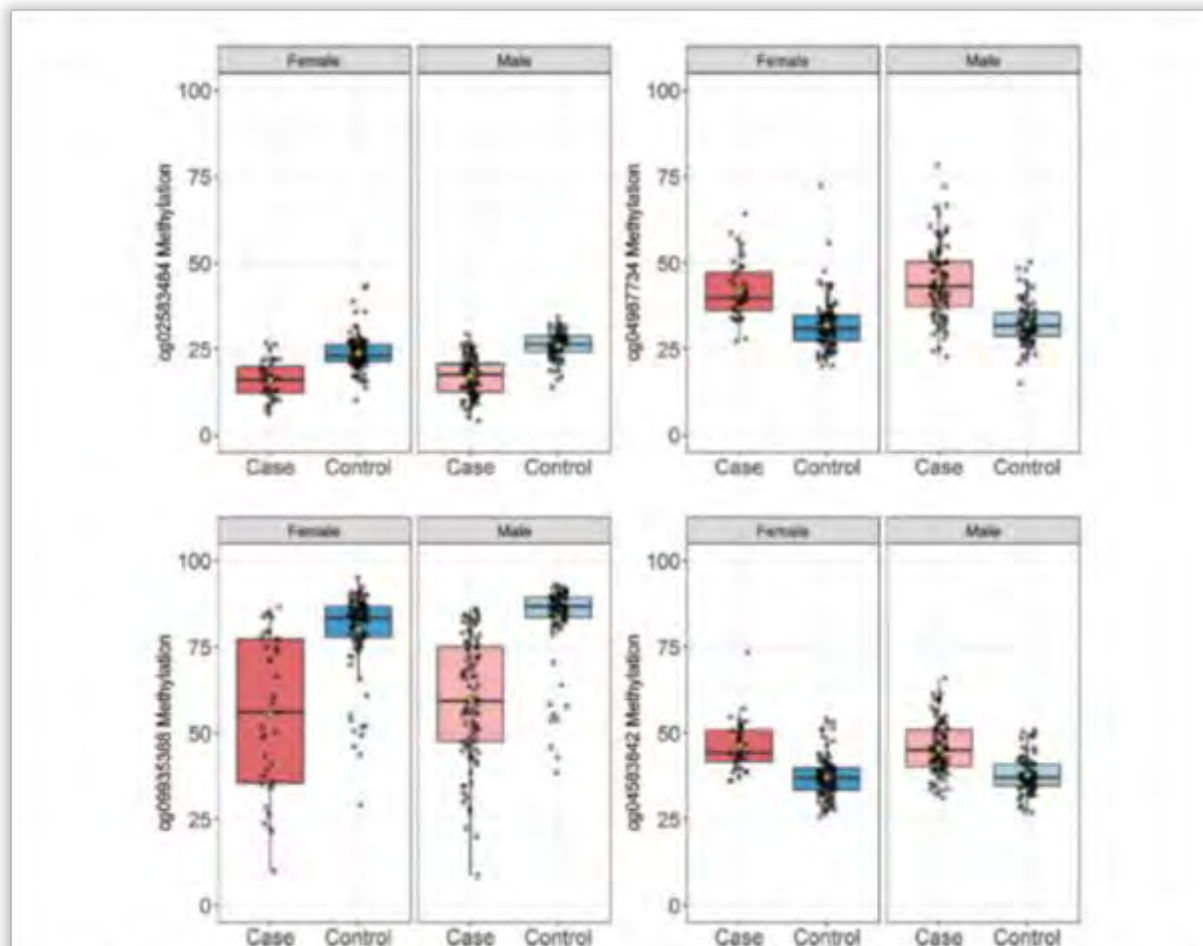 Female Male Female Male
100 100
75 75
50 50
25 25
0 0
cg02583484 Methylation
cg04987734 Methylation
Case Control Case Control Case Control Case Control
Female Male Female Male
100 100
75 75
50 50
25 25
0 0
cg09935388 Methylation
cg04583842 Methylation
Case Control Case Control Case Control Case Control